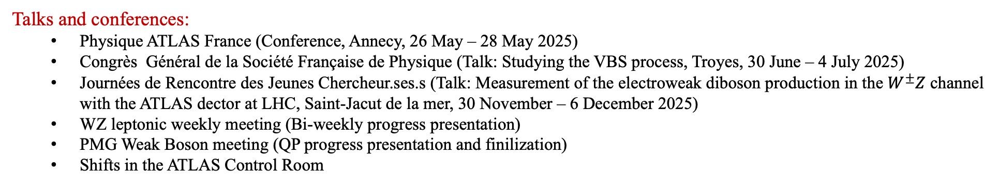 Talks and conferences:
• Physique ATLAS France (Conference, Annecy, 26 May – 28 May 2025)
• Congrès  Général de la Société Française de Physique (Talk: Studying the VBS process, Troyes, 30 June – 4 July 2025)
• Journées de Rencontre des Jeunes Chercheur.ses.s (Talk: Measurement of the electroweak diboson production in the W±Z channel
with the ATLAS dector at LHC, Saint-Jacut de la mer, 30 November – 6 December 2025)
• WZ leptonic weekly meeting (Bi-weekly progress presentation)
• PMG Weak Boson meeting (QP progress presentation and finilization)
• Shifts in the ATLAS Control Room